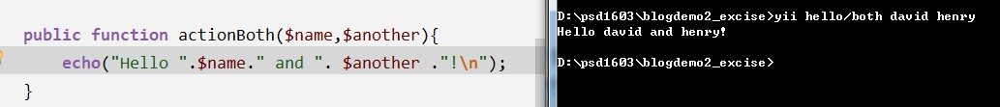 public function actionBoth($name,$another){
echo("Hello ".$name." and ". $another ."!\n");
}
D:\psd1603\blogdemo2_excise>yii hello/both david henry
Hello david and henry!
D:\psd1603\blogdemo2_excise>